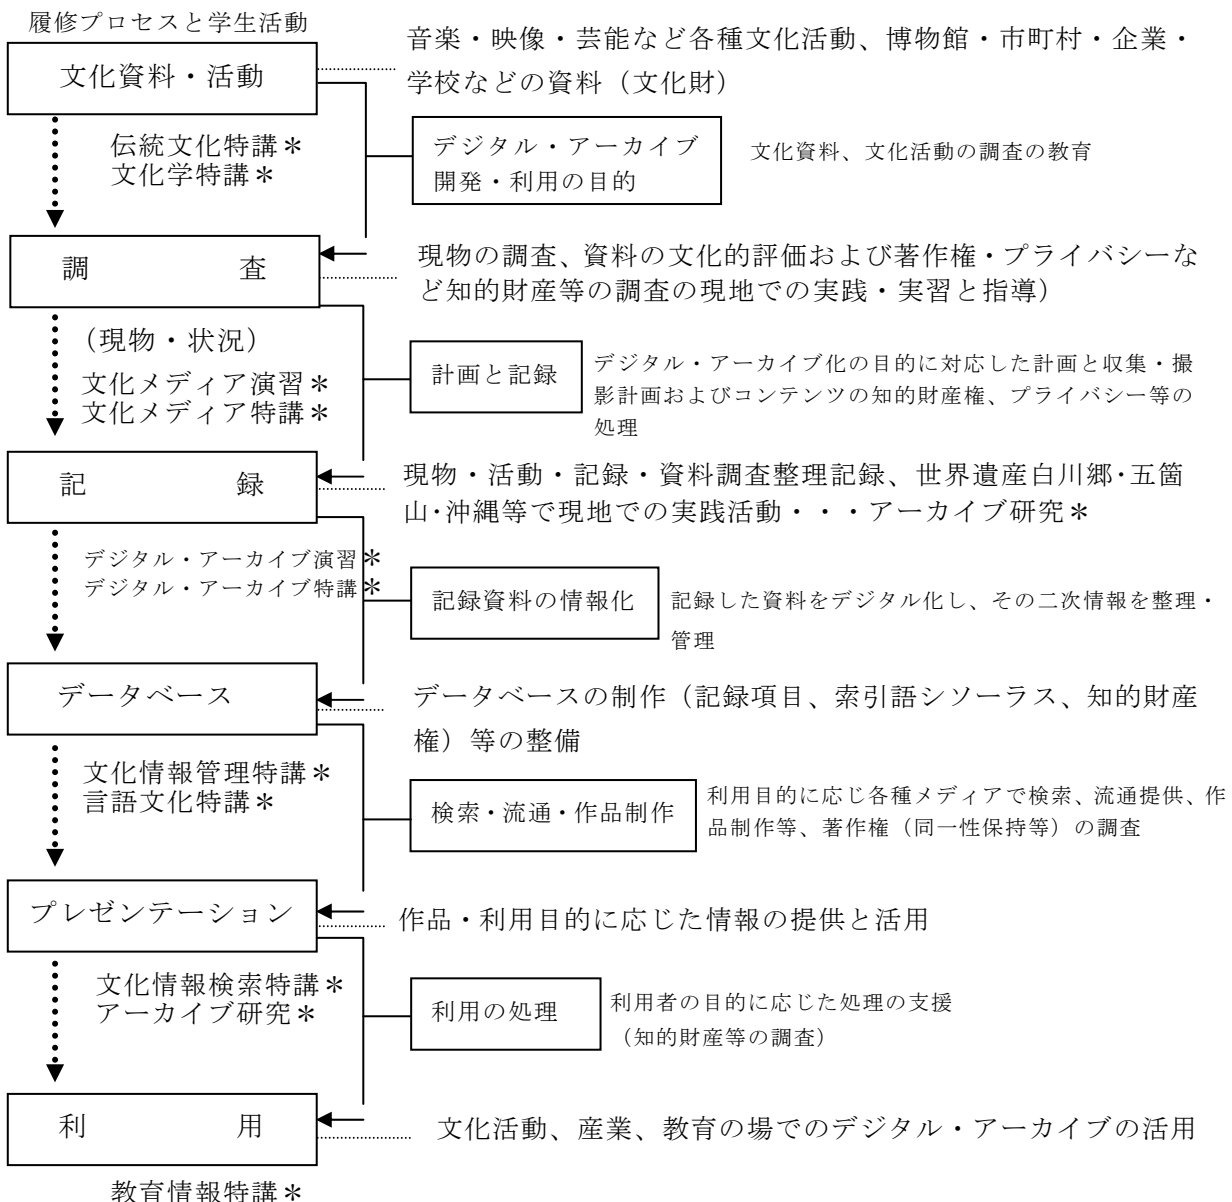 履修プロセスと学生活動
文化資料・活動
音楽・映像・芸能など各種文化活動、博物館・市町村・企業・
学校などの資料（文化財）
伝統文化特講＊
文化学特講＊
デジタル・アーカイブ
開発・利用の目的
文化資料、文化活動の調査の教育
調　　査
現物の調査、資料の文化的評価および著作権・プライバシーな
ど知的財産等の調査の現地での実践・実習と指導）
（現物・状況）
文化メディア演習＊
文化メディア特講＊
計画と記録
デジタル・アーカイブ化の目的に対応した計画と収集・撮
影計画およびコンテンツの知的財産権、プライバシー等の
処理
記　　録
現物・活動・記録・資料調査整理記録、世界遺産白川郷・五箇
山・沖縄等で現地での実践活動・・・アーカイブ研究＊
デジタル・アーカイブ演習＊
デジタル・アーカイブ特講＊
記録資料の情報化
記録した資料をデジタル化し、その二次情報を整理・
管理
データベース
データベースの制作（記録項目、索引語シソーラス、知的財産
権）等の整備
文化情報管理特講＊
言語文化特講＊
検索・流通・作品制作
利用目的に応じ各種メディアで検索、流通提供、作
品制作等、著作権（同一性保持等）の調査
プレゼンテーション
作品・利用目的に応じた情報の提供と活用
文化情報検索特講＊
アーカイブ研究＊
利用の処理
利用者の目的に応じた処理の支援
（知的財産等の調査）
利　　用
文化活動、産業、教育の場でのデジタル・アーカイブの活用
教育情報特講＊